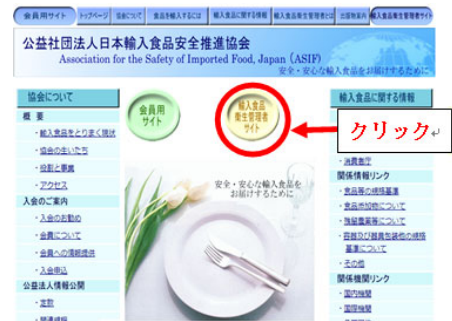 会員用サイト
トップページ
協会について
食品を輸入するには
輸入食品に関する情報
輸入食品衛生管理者とは
出版物案内
輸入食品衛生管理者サイト
公益社団法人日本輸入食品安全推進協会
Association for the Safety of Imported Food, Japan (ASIF)
安全・安心な輸入食品をお届けするために
協会について
概 要
・輸入食品をとりまく現状
・協会の生いたち
・役割と事業
・アクセス
入会のご案内
・入会のお勧め
・会費について
・会員への情報提供
・入会申込
公益法人情報公開
・定款
会員用
サイト
輸入食品
衛生管理者
サイト
安全・安心な輸入食品を
お届けするために
輸入食品に関する情報
クリック
・消費者庁
関係情報リンク
・食品等の規格基準
・食品添加物について
・残留農薬等について
・容器及び器具包装他の規格
基準について
・その他
関係機関リンク
・国内機関
・国際機関